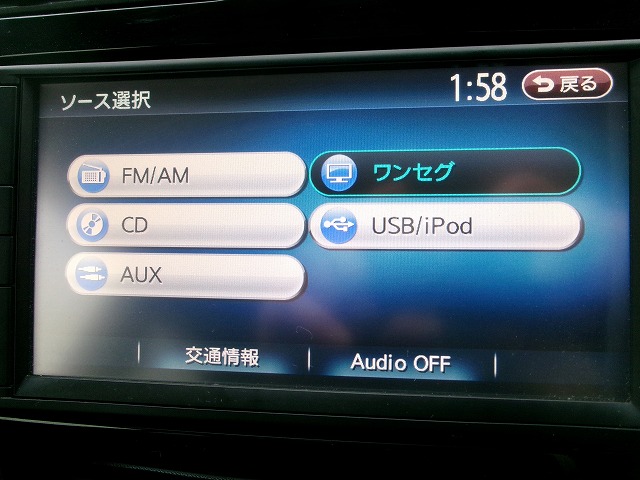 ソース選択
1:58
戻る
FM/AM
ワンセグ
CD
USB/iPod
AUX
交通情報
Audio OFF